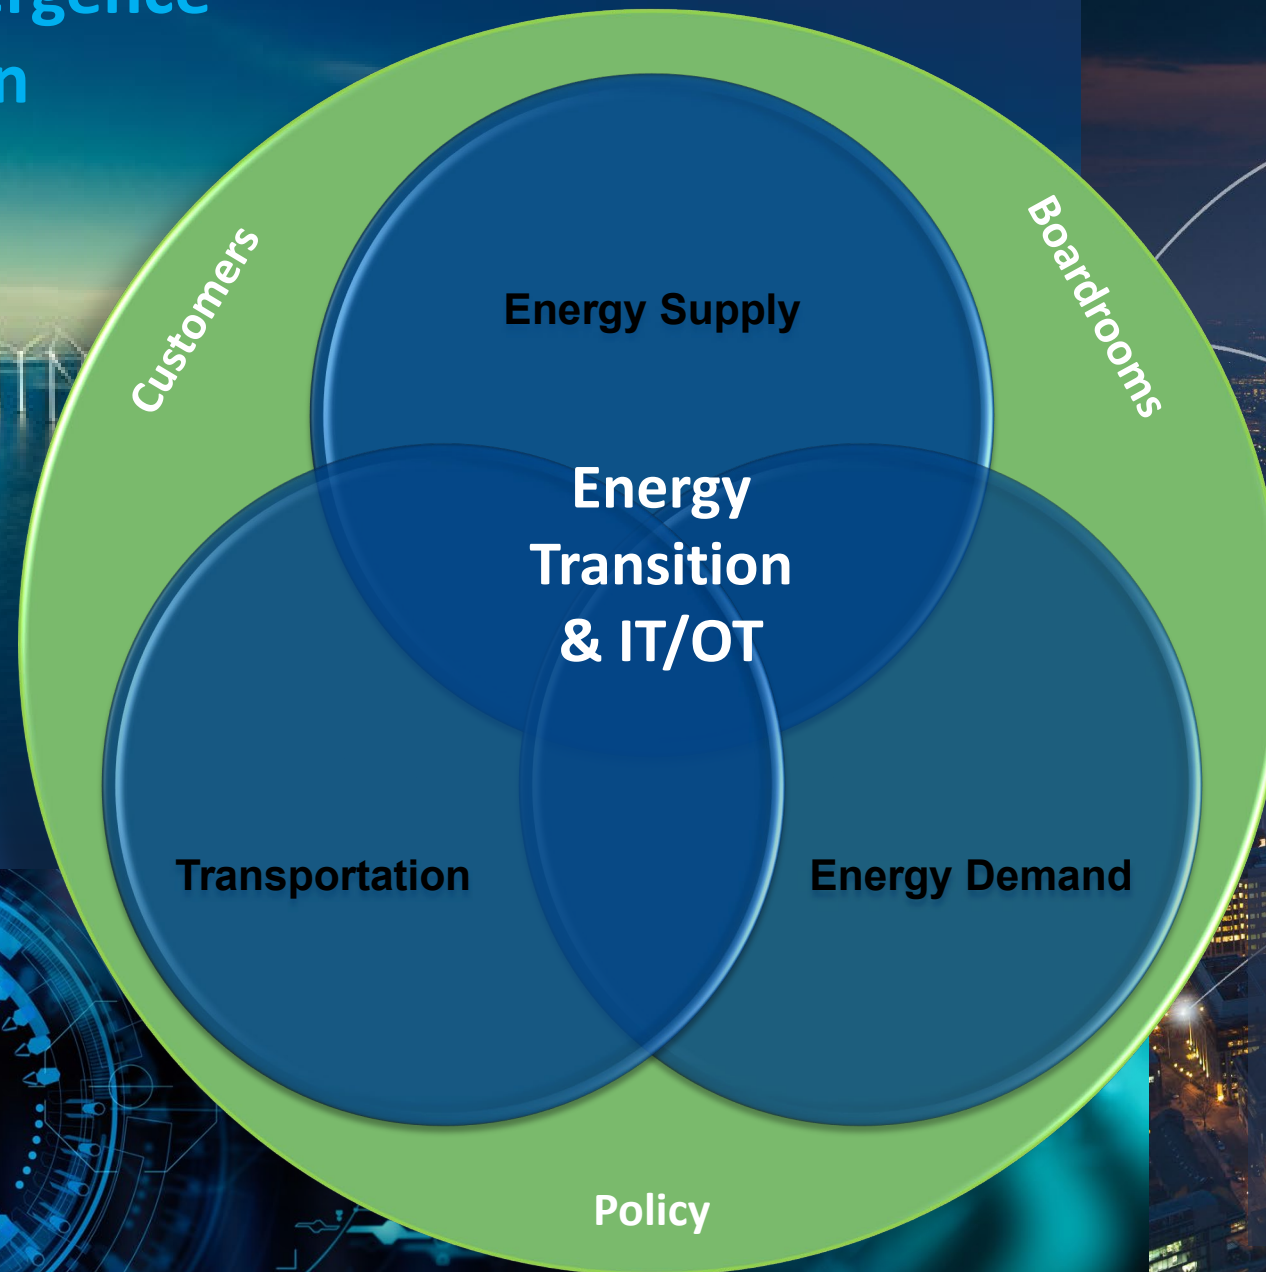 Customers
Boardrooms
Energy Supply
Energy
Transition
& IT/OT
Transportation
Energy Demand
Policy